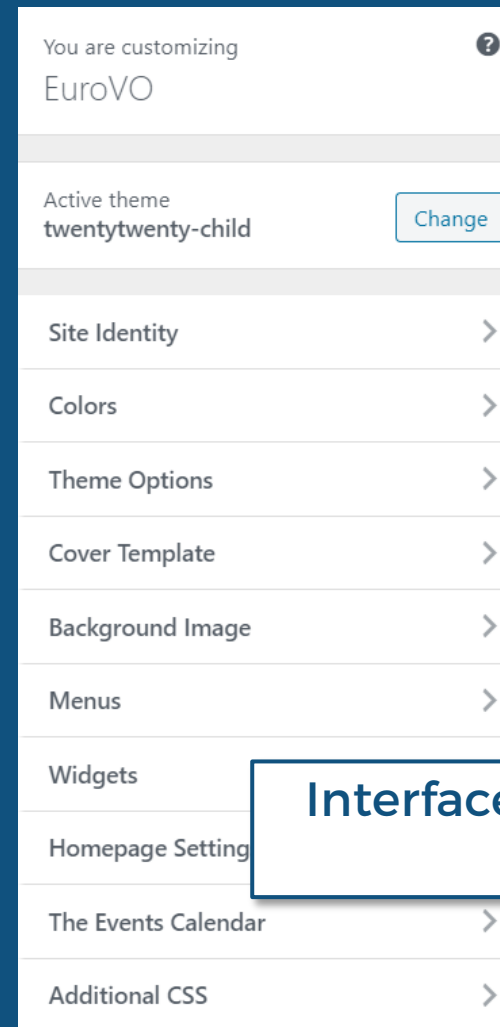 You are customizing
EuroVO
Active theme
twentytwenty-child
Change
Site Identity
Colors
Theme Options
Cover Template
Background Image
Menus
Widgets
Interface
Homepage Setting
The Events Calendar
Additional CSS